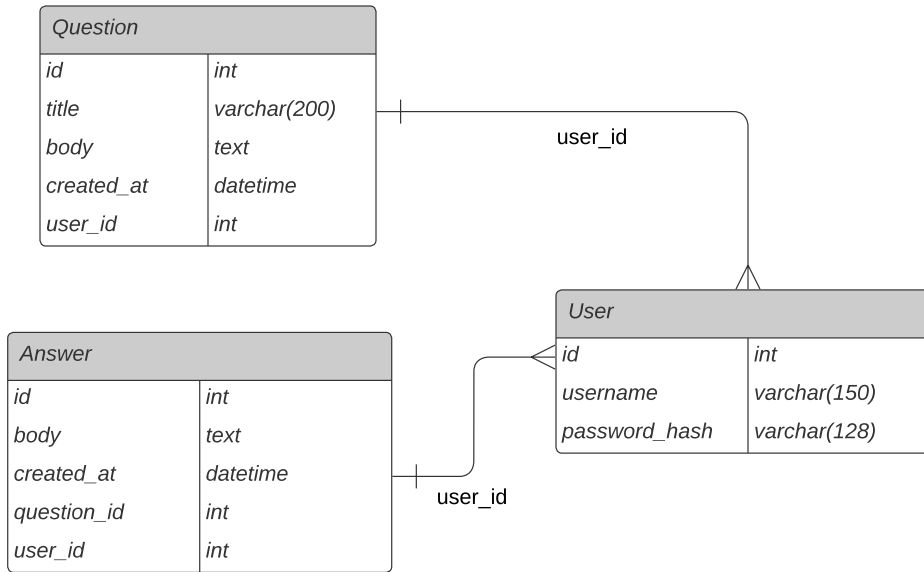 Question
id int
title varchar(200)
body text
created_at datetime
user_id int
user_id
User
id int
username varchar(150)
password_hash varchar(128)
Answer
id int
body text
created_at datetime
question_id int
user_id int
user_id